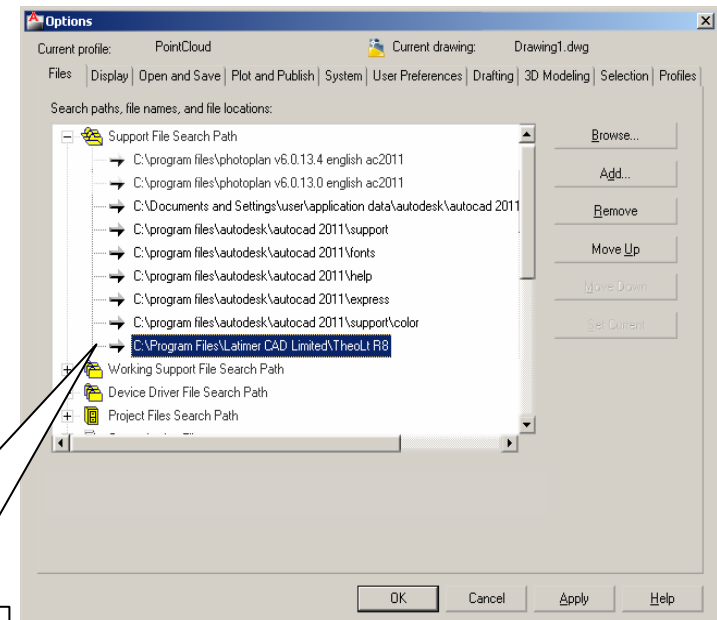 Options
Current profile: PointCloud Current drawing: Drawing1.dwg
Files Display Open and Save Plot and Publish System User Preferences Drafting 3D Modeling Selection Profiles
Search paths, file names, and file locations:
Support File Search Path
C:\program files\photoplan v6.0.13.4 english ac2011
C:\program files\photoplan v6.0.13.0 english ac2011
C:\Documents and Settings\user\application data\autodesk\autocad 2011
C:\program files\autodesk\autocad 2011\support
C:\program files\autodesk\autocad 2011\fonts
C:\program files\autodesk\autocad 2011\help
C:\program files\autodesk\autocad 2011\express
C:\program files\autodesk\autocad 2011\support\color
C:\Program Files\Latimer CAD Limited\TheoLt R8
Working Support File Search Path
Device Driver File Search Path
Project Files Search Path
Browse...
Add...
Remove
Move Up
Move Down
Set Current
OK Cancel Apply Help